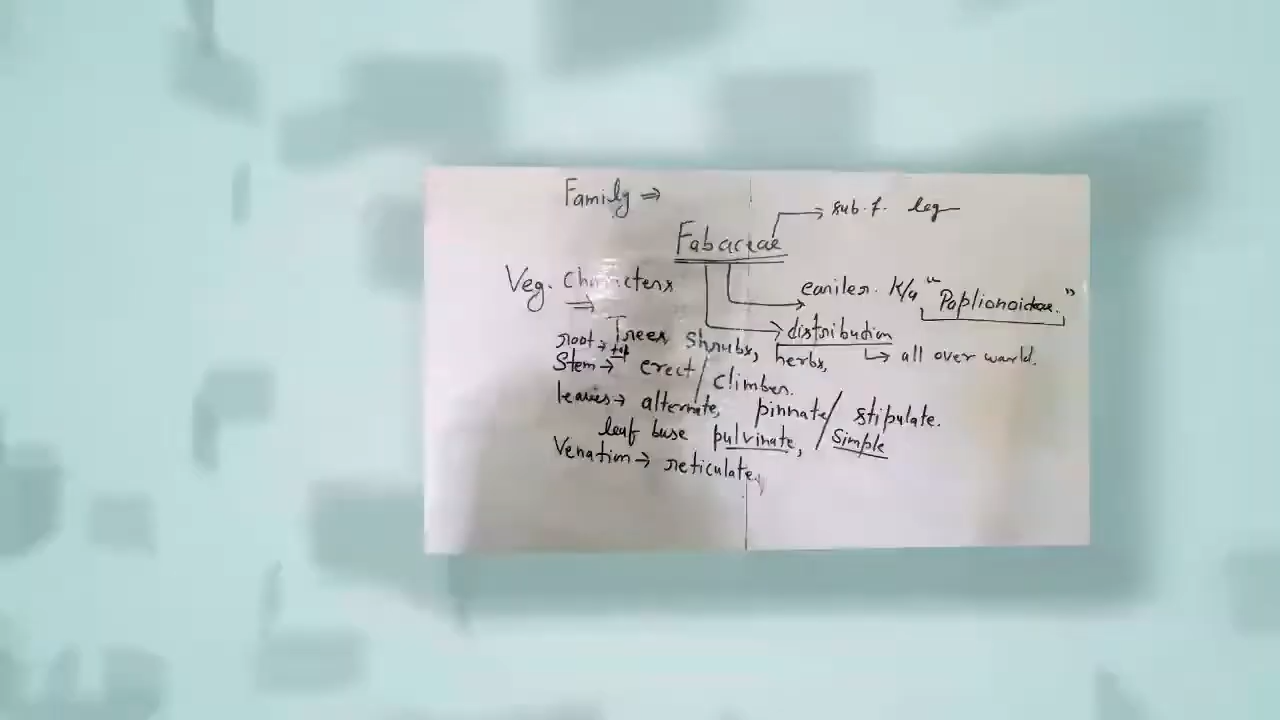 Family ⇒
sub. f. leg
Fabaceae
Veg. Characters
earlier. K/a "Paplionoideae."
distribution
↳ all over world.
root → Trees shrubs, herbs,
tap
Stem → erect / climber.
leaves → alternate, pinnate / stipulate.
leaf base pulvinate, / simple
Venation → reticulate,